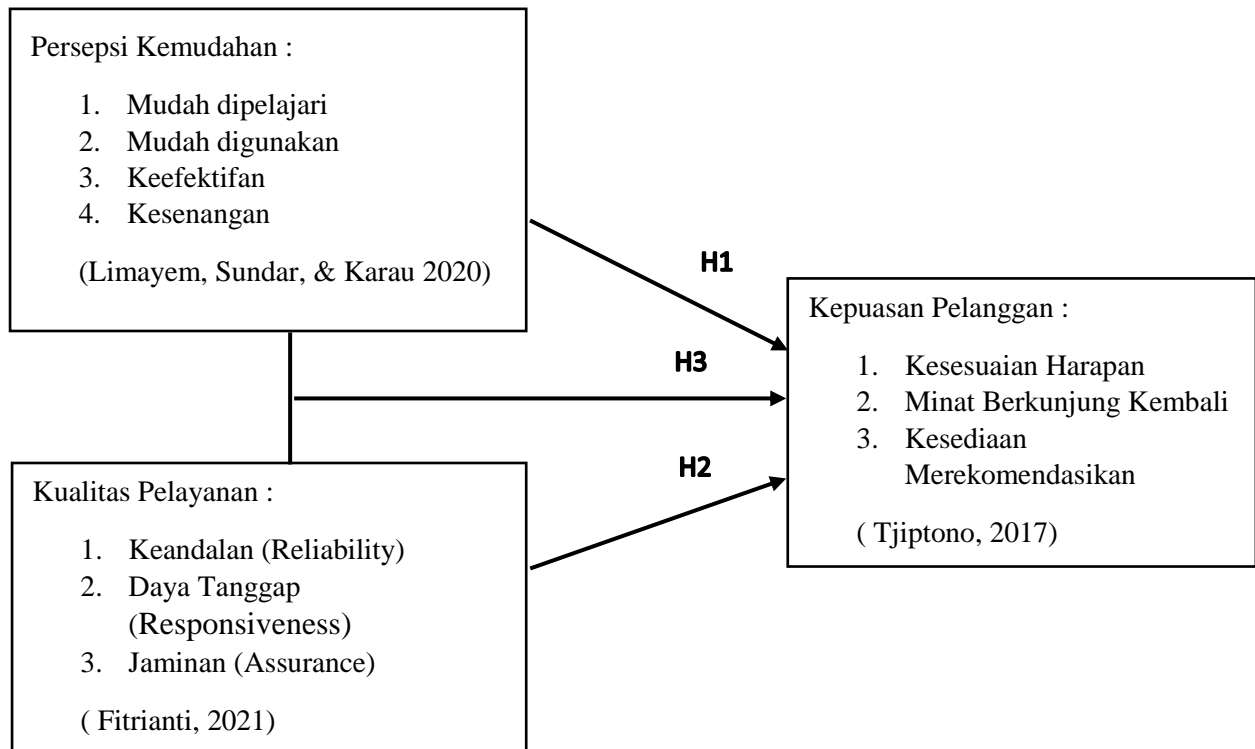 Persepsi Kemudahan :
1. Mudah dipelajari
2. Mudah digunakan
3. Keefektifan
4. Kesenangan
(Limayem, Sundar, & Karau 2020)
H1
Kepuasan Pelanggan :
1. Kesesuaian Harapan
2. Minat Berkunjung Kembali
3. Kesediaan
Merekomendasikan
( Tjiptono, 2017)
H3
H2
Kualitas Pelayanan :
1. Keandalan (Reliability)
2. Daya Tanggap
(Responsiveness)
3. Jaminan (Assurance)
( Fitrianti, 2021)